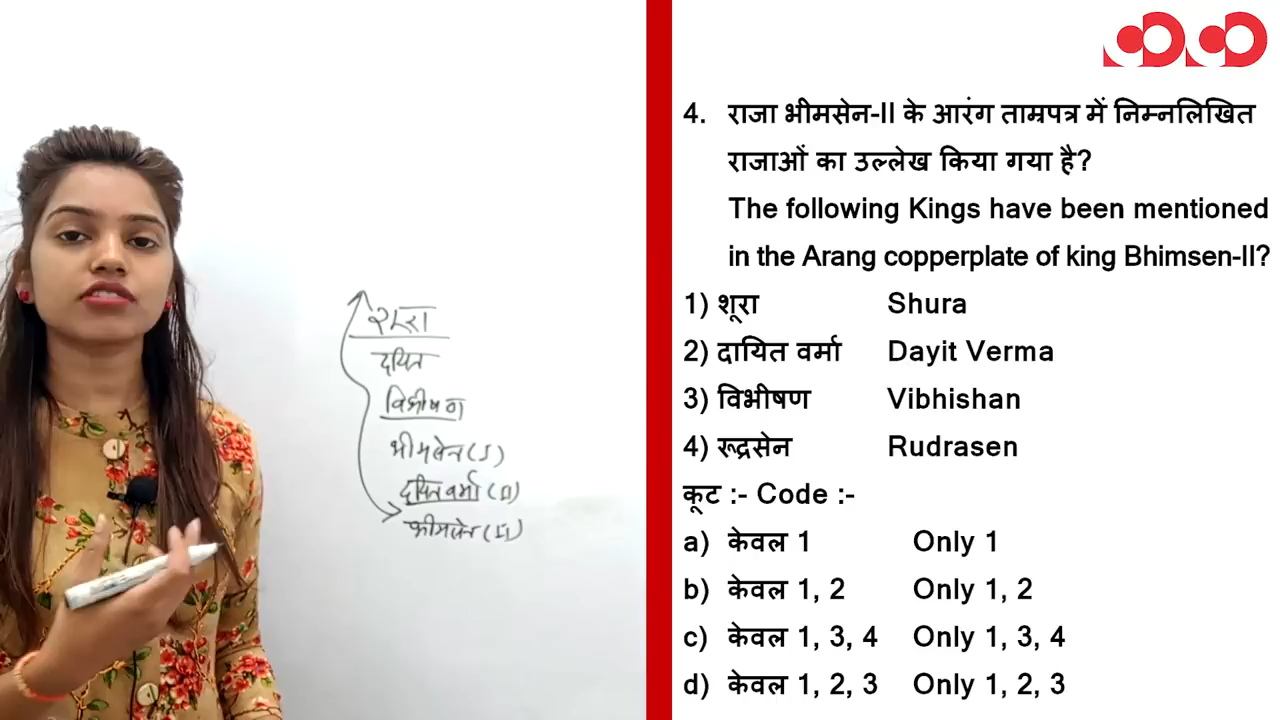 शूरा
दयित
विभीषण
भीमसेन (I)
दयित वर्मा (II)
भीमसेन (II)
4. राजा भीमसेन-II के आरंग ताम्रपत्र में निम्नलिखित
राजाओं का उल्लेख किया गया है?
The following Kings have been mentioned
in the Arang copperplate of king Bhimsen-II?
1) शूरा Shura
2) दायित वर्मा Dayit Verma
3) विभीषण Vibhishan
4) रूद्रसेन Rudrasen
कूट :- Code :-
a) केवल 1 Only 1
b) केवल 1, 2 Only 1, 2
c) केवल 1, 3, 4 Only 1, 3, 4
d) केवल 1, 2, 3 Only 1, 2, 3